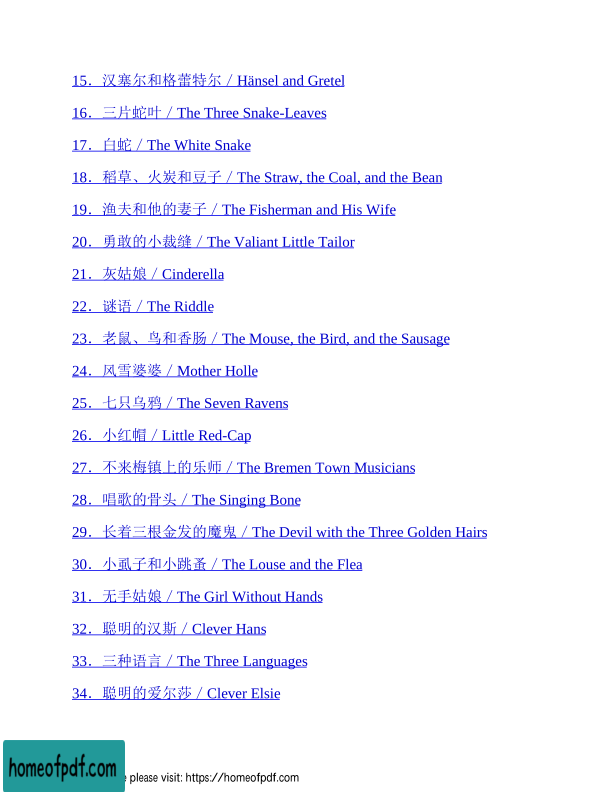 15．汉塞尔和格蕾特尔／Hänsel and Gretel
16．三片蛇叶／The Three Snake-Leaves
17．白蛇／The White Snake
18．稻草、火炭和豆子／The Straw, the Coal, and the Bean
19．渔夫和他的妻子／The Fisherman and His Wife
20．勇敢的小裁缝／The Valiant Little Tailor
21．灰姑娘／Cinderella
22．谜语／The Riddle
23．老鼠、鸟和香肠／The Mouse, the Bird, and the Sausage
24．风雪婆婆／Mother Holle
25．七只乌鸦／The Seven Ravens
26．小红帽／Little Red-Cap
27．不来梅镇上的乐师／The Bremen Town Musicians
28．唱歌的骨头／The Singing Bone
29．长着三根金发的魔鬼／The Devil with the Three Golden Hairs
30．小虱子和小跳蚤／The Louse and the Flea
31．无手姑娘／The Girl Without Hands
32．聪明的汉斯／Clever Hans
33．三种语言／The Three Languages
34．聪明的爱尔莎／Clever Elsie
homeofpdf.com
please visit: https://homeofpdf.com